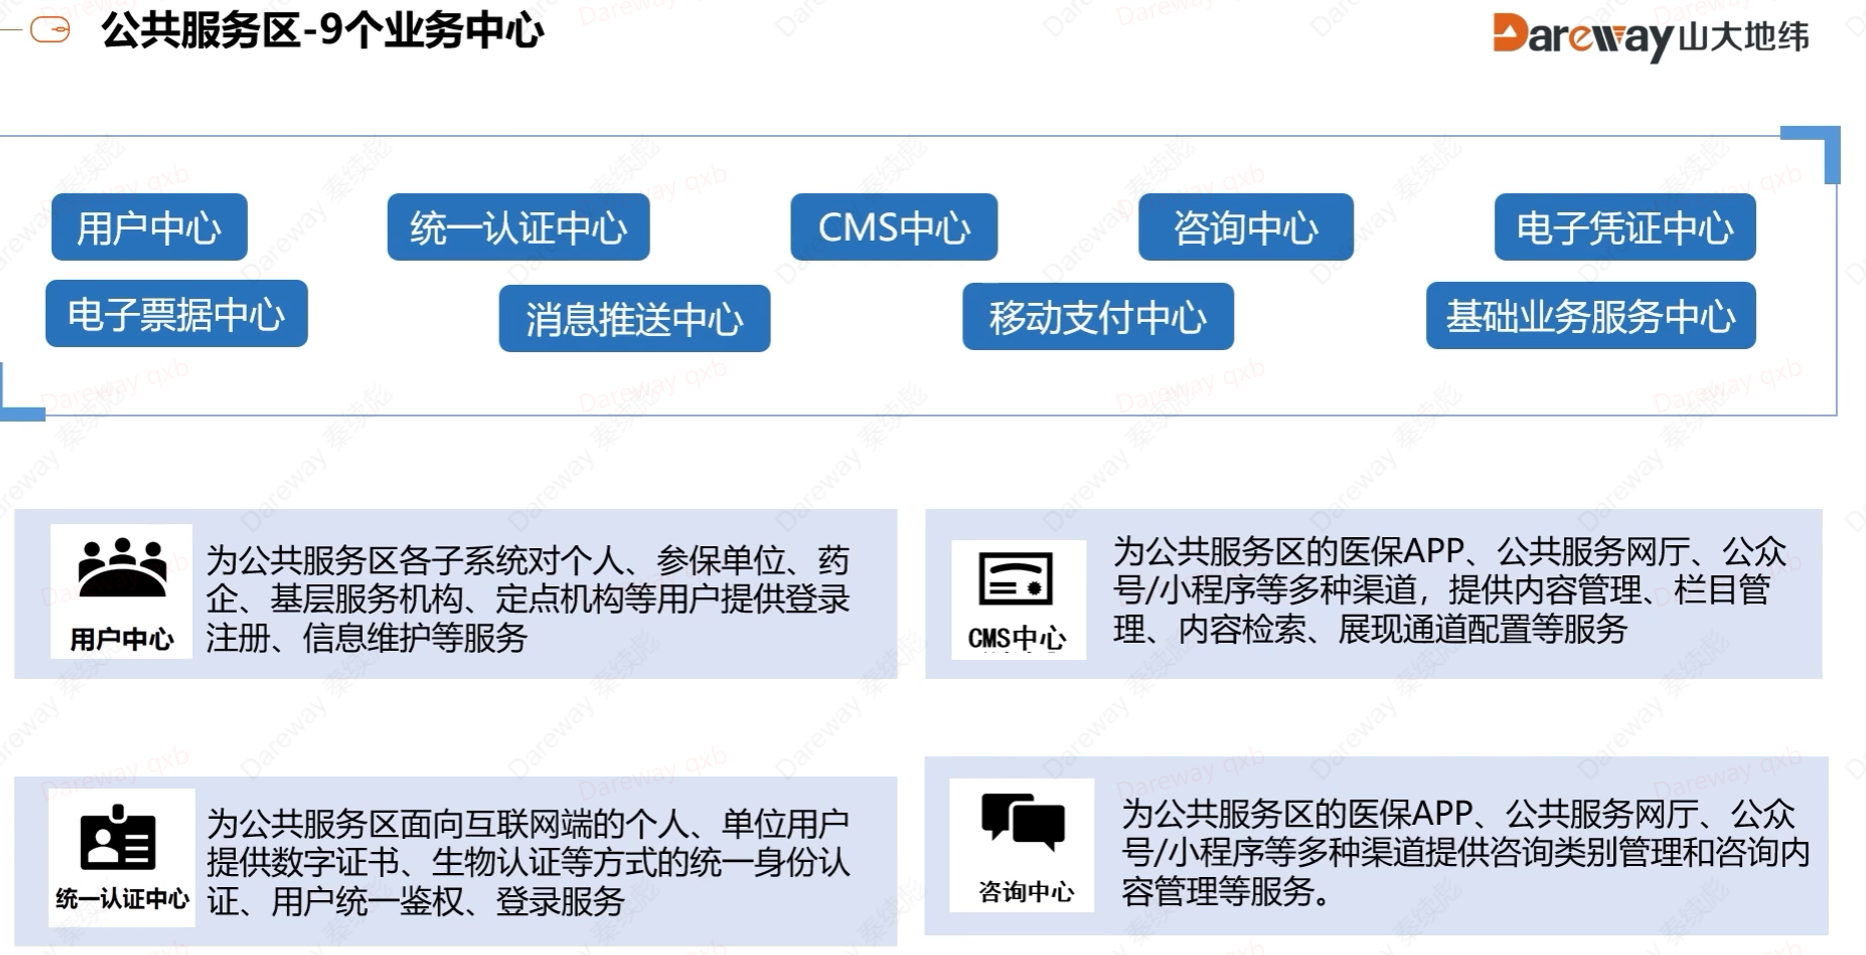 公共服务区-9个业务中心
Dareway山大地纬
用户中心
统一认证中心
CMS中心
咨询中心
电子凭证中心
电子票据中心
消息推送中心
移动支付中心
基础业务服务中心
用户中心
为公共服务区各子系统对个人、参保单位、药
企、基层服务机构、定点机构等用户提供登录
注册、信息维护等服务
CMS中心
为公共服务区的医保APP、公共服务网厅、公众
号/小程序等多种渠道，提供内容管理、栏目管
理、内容检索、展现通道配置等服务
统一认证中心
为公共服务区面向互联网端的个人、单位用户
提供数字证书、生物认证等方式的统一身份认
证、用户统一鉴权、登录服务
咨询中心
为公共服务区的医保APP、公共服务网厅、公众
号/小程序等多种渠道提供咨询类别管理和咨询内
容管理等服务。
Dareway qxb
Dareway 秦续彪